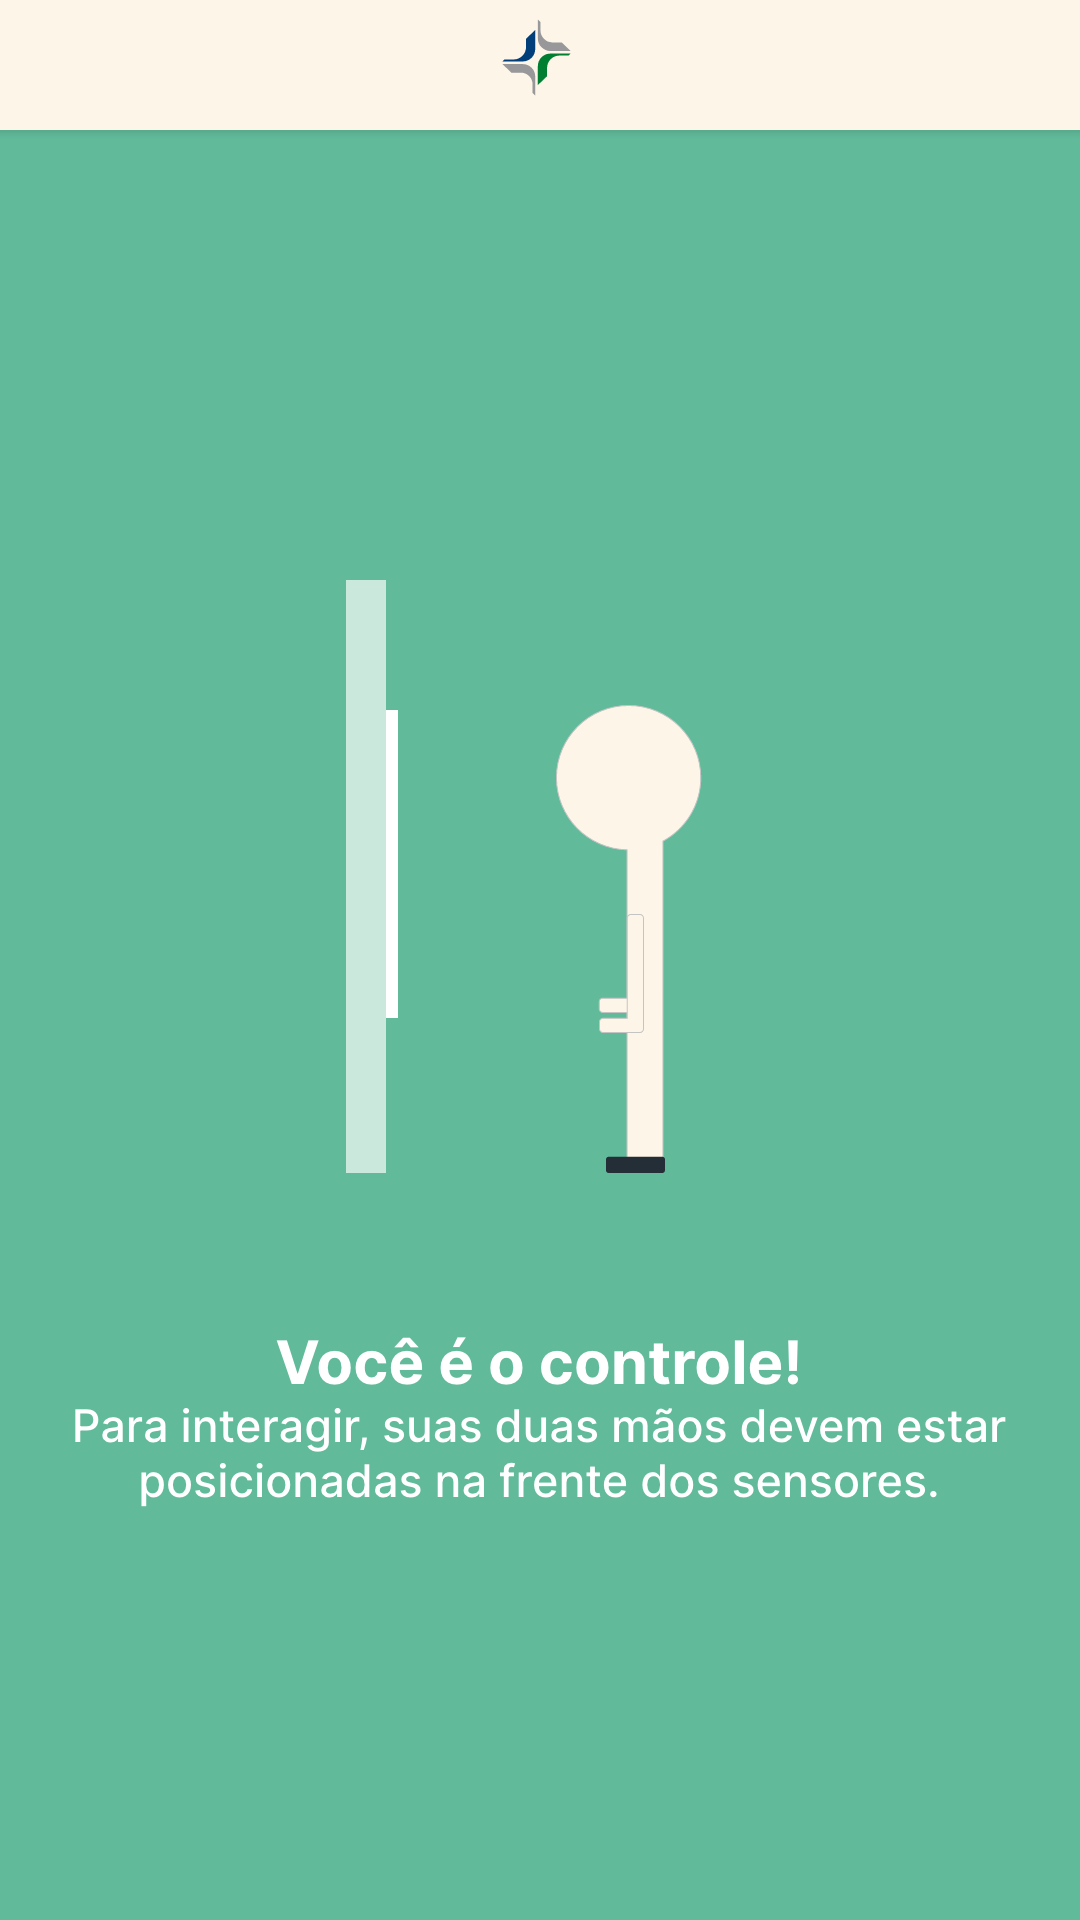 Você é o controle!
Para interagir, suas duas mãos devem estar
posicionadas na frente dos sensores.